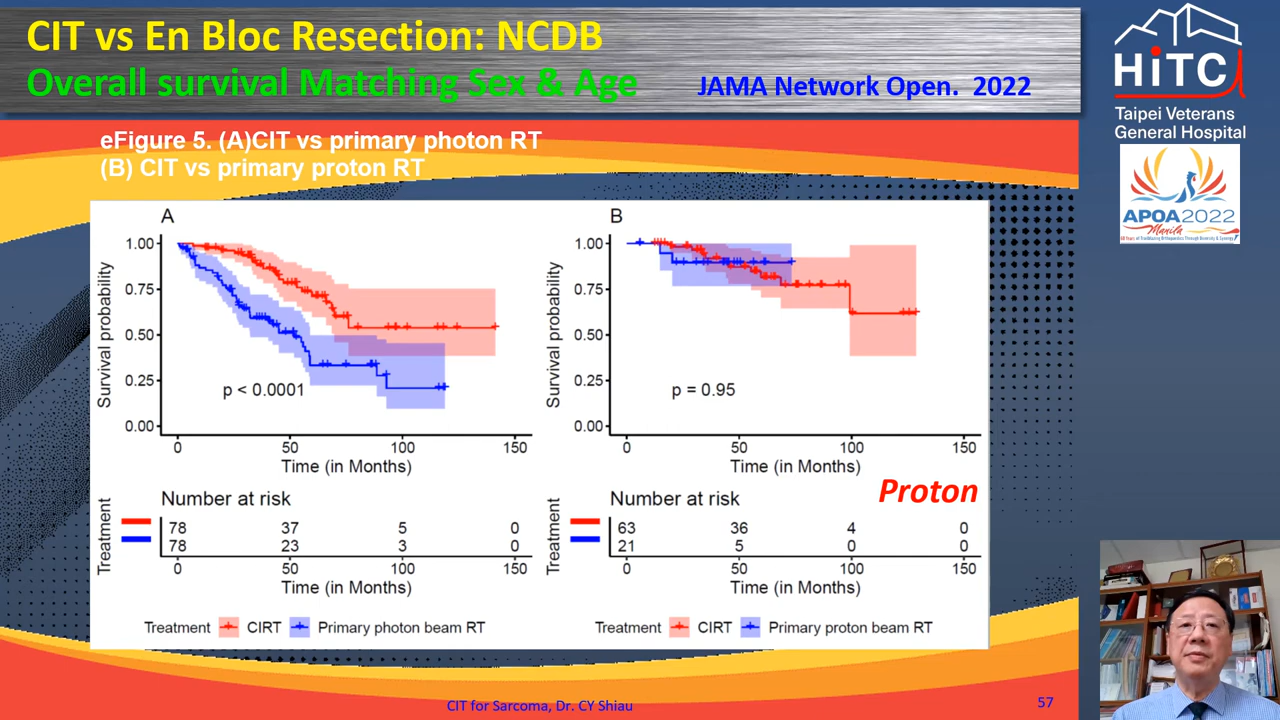 CIT vs En Bloc Resection: NCDB
Overall survival Matching Sex & Age
JAMA Network Open. 2022
HiTC
Taipei Veterans
General Hospital
APOA2022
Manila
eFigure 5. (A)CIT vs primary photon RT
(B) CIT vs primary proton RT
A
Survival probability
1.00
0.75
0.50
0.25
0.00
p < 0.0001
0 50 100 150
Time (in Months)
Number at risk
Treatment
78 37 5 0
78 23 3 0
0 50 100 150
Time (in Months)
Treatment CIRT Primary photon beam RT
B
Survival probability
1.00
0.75
0.50
0.25
0.00
p = 0.95
0 50 100 150
Time (in Months)
Proton
Number at risk
Treatment
63 36 4 0
21 5 0 0
0 50 100 150
Time (in Months)
Treatment CIRT Primary proton beam RT
CIT for Sarcoma, Dr. CY Shiau
57